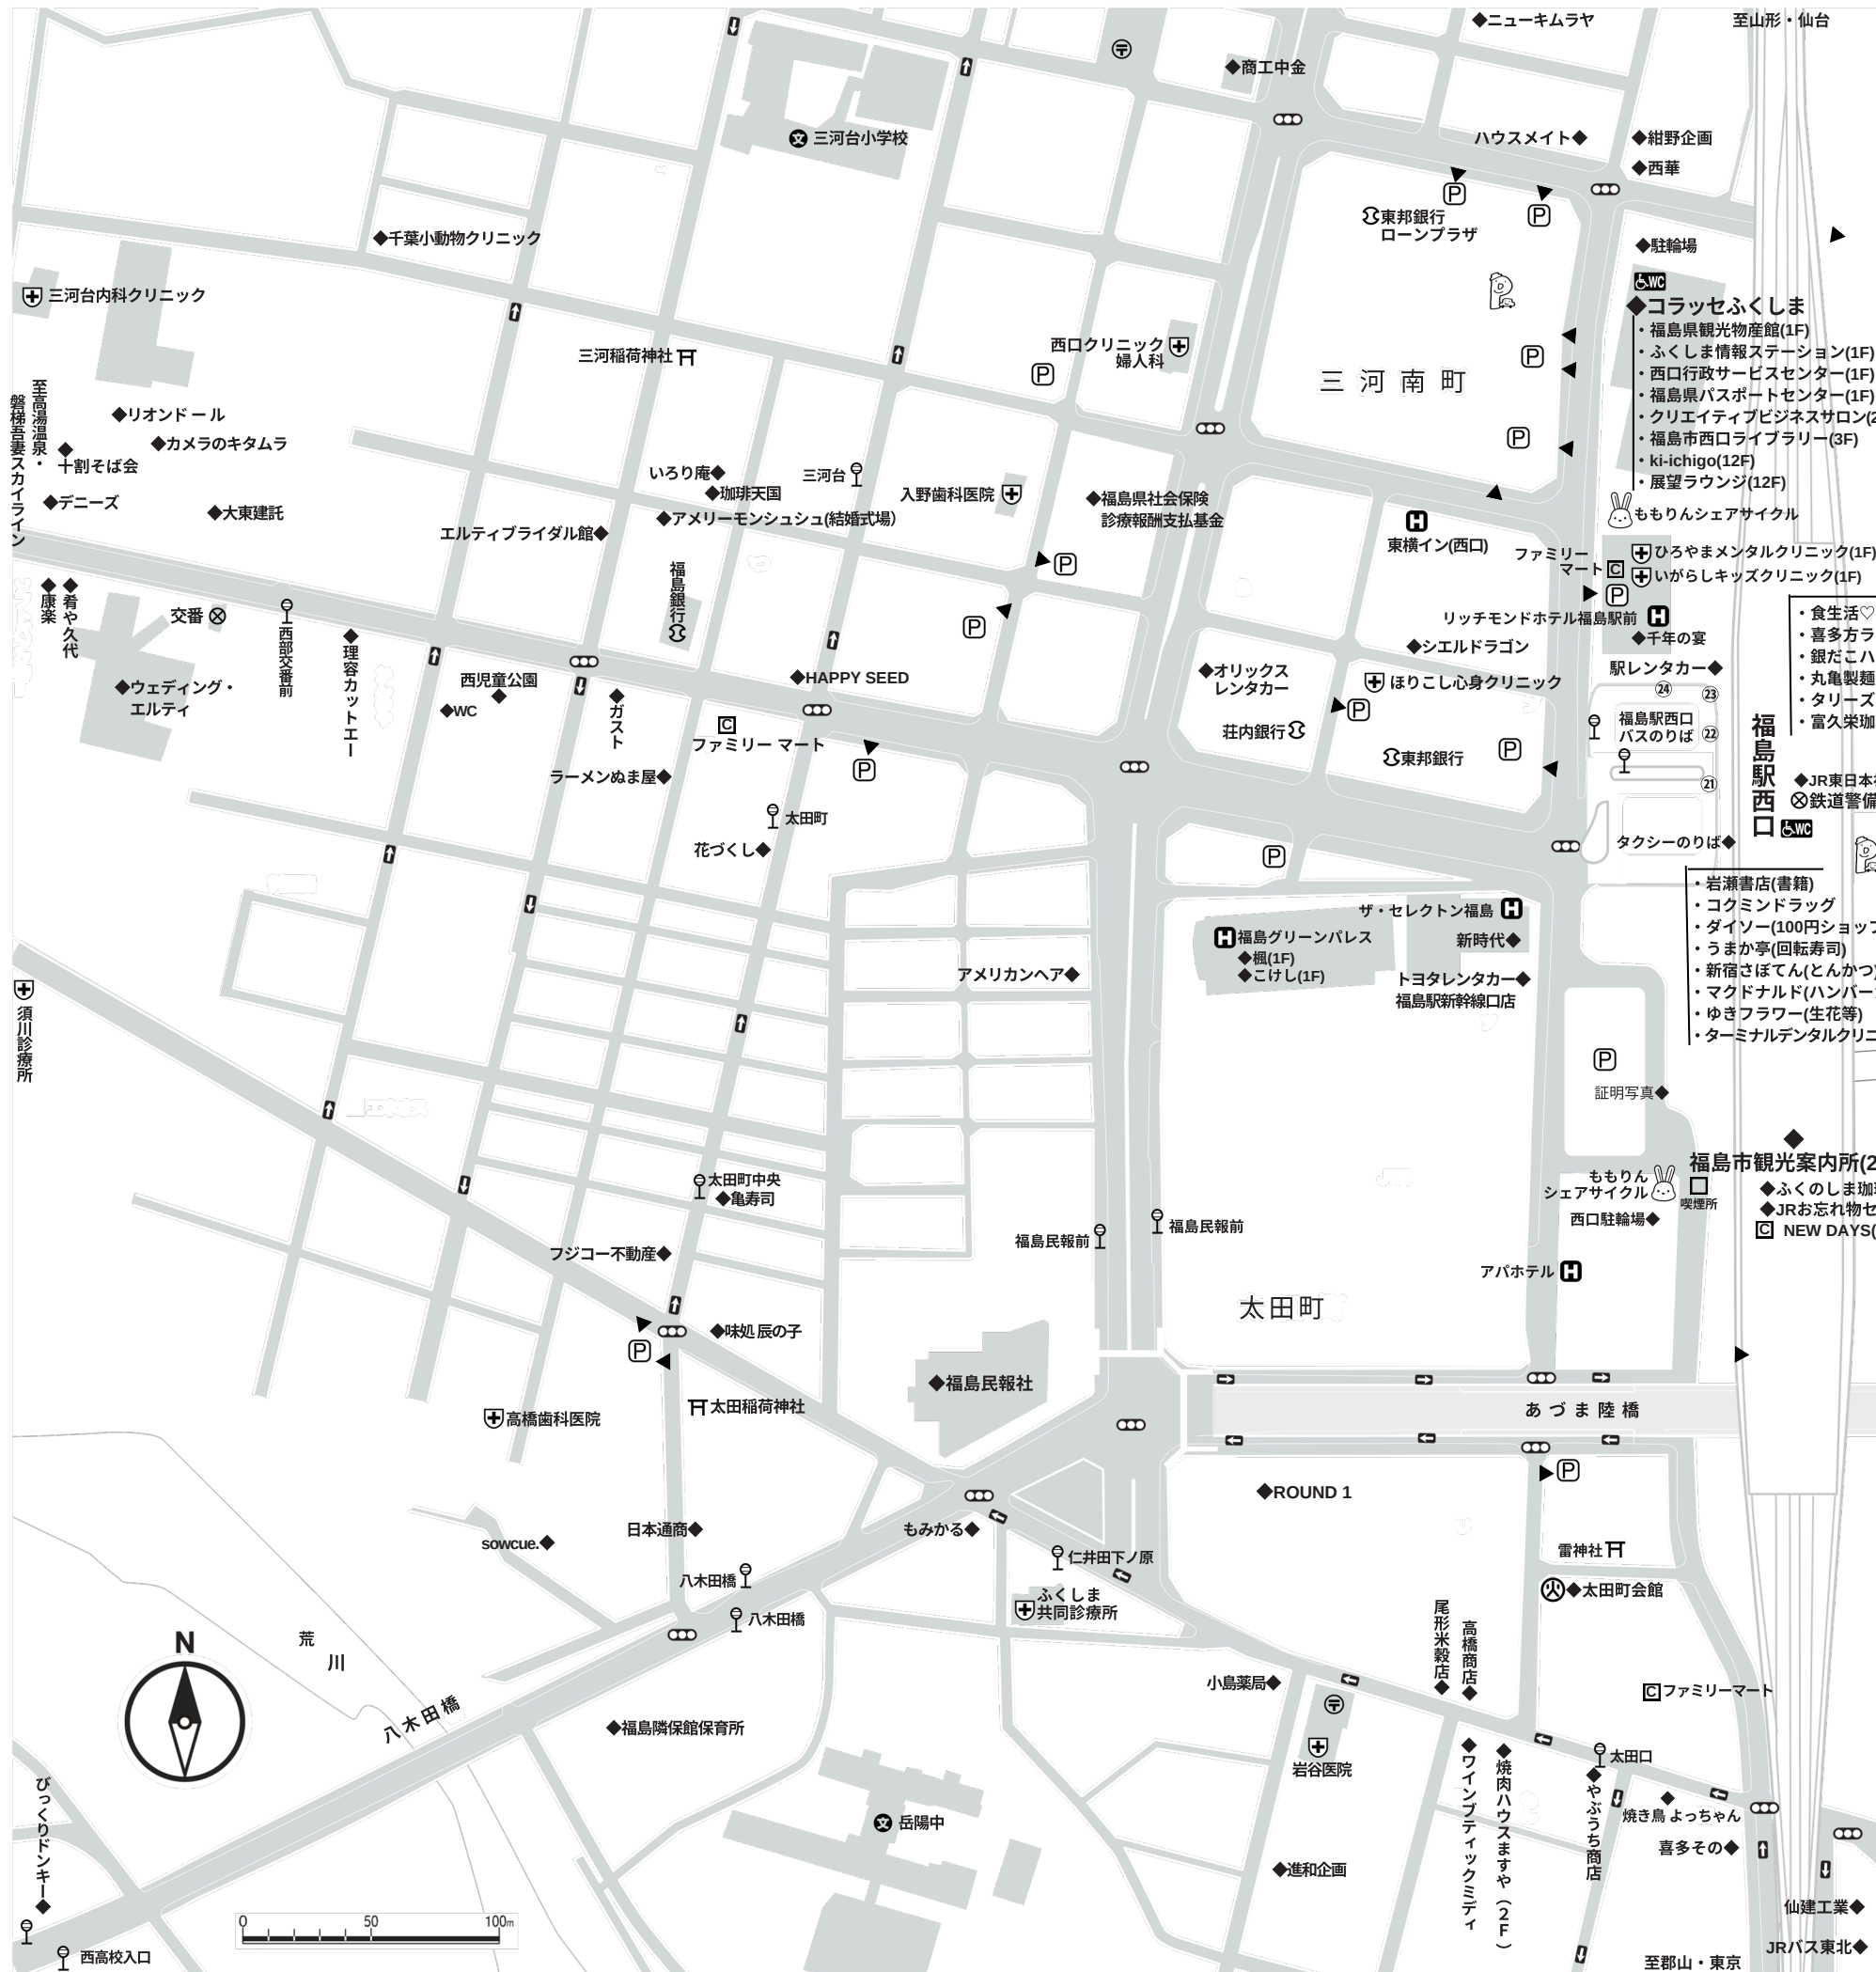 ◆ニューキムラヤ
至山形・仙台
◆商工中金
三河台小学校
ハウスメイト◆
◆紺野企画
◆西華
東邦銀行
ローンプラザ
◆千葉小動物クリニック
◆駐輪場
WC
三河台内科クリニック
◆コラッセふくしま
・福島県観光物産館(1F)
・ふくしま情報ステーション(1F)
・西口行政サービスセンター(1F)
・福島県パスポートセンター(1F)
・クリエイティブビジネスサロン(2
・福島市西口ライブラリー(3F)
・ki-ichigo(12F)
・展望ラウンジ(12F)
三河稲荷神社
西口クリニック
婦人科
三河南町
至高湯温泉・
磐梯吾妻スカイライン
◆リオンドール
◆カメラのキタムラ
◆十割そば会
◆デニーズ
◆大東建託
いろり庵◆
◆珈琲天国
三河台
◆アメリーモンシュシュ(結婚式場)
エルティブライダル館◆
入野歯科医院
◆福島県社会保険
診療報酬支払基金
東横イン(西口)
ももりんシェアサイクル
ファミリー
マート
ひろやまメンタルクリニック(1F)
いがらしキッズクリニック(1F)
リッチモンドホテル福島駅前
◆千年の宴
◆シエルドラゴン
駅レンタカー◆
・食生活♡
・喜多方ラ
・銀だこハ
・丸亀製麺
・タリーズ
・富久栄珈
◆康楽
◆肴や久代
交番
西部交番前
◆理容カットエー
福島銀行
◆ウェディング・
エルティ
西児童公園
◆WC
◆ガスト
◆HAPPY SEED
ファミリー マート
◆オリックス
レンタカー
ほりこし心身クリニック
荘内銀行
東邦銀行
24
23
22
21
福島駅西口
バスのりば
福島駅西口
◆JR東日本
鉄道警備
WC
タクシーのりば◆
ラーメンぬま屋◆
太田町
花づくし◆
・岩瀬書店(書籍)
・コクミンドラッグ
・ダイソー(100円ショップ
・うまか亭(回転寿司)
・新宿さぼてん(とんかつ)
・マクドナルド(ハンバー
・ゆきフラワー(生花等)
・ターミナルデンタルクリニ
ザ・セレクトン福島
福島グリーンパレス
◆楓(1F)
◆こけし(1F)
新時代◆
トヨタレンタカー◆
福島駅新幹線口店
アメリカンヘア◆
須川診療所
証明写真◆
福島市観光案内所(2
ももりん
シェアサイクル
喫煙所
西口駐輪場◆
◆ふくのしま珈
◆JRお忘れ物セ
NEW DAYS(
太田町中央
◆亀寿司
福島民報前
福島民報前
フジコー不動産◆
アパホテル
太田町
◆味処 辰の子
◆福島民報社
太田稲荷神社
高橋歯科医院
あづま陸橋
◆ROUND 1
sowcue.◆
日本通商◆
もみかる◆
仁井田下ノ原
雷神社
◆太田町会館
八木田橋
八木田橋
ふくしま
共同診療所
尾形米穀店◆
高橋商店◆
N
荒川
八木田橋
小島薬局◆
ファミリーマート
◆福島隣保館保育所
岩谷医院
太田口
◆ワインブティックミディ
◆焼肉ハウスますや(2F)
◆やぶうち商店
焼き鳥 よっちゃん
喜多その◆
岳陽中
びっくりドンキー◆
◆進和企画
仙建工業◆
0 50 100m
西高校入口
JRバス東北◆
至郡山・東京